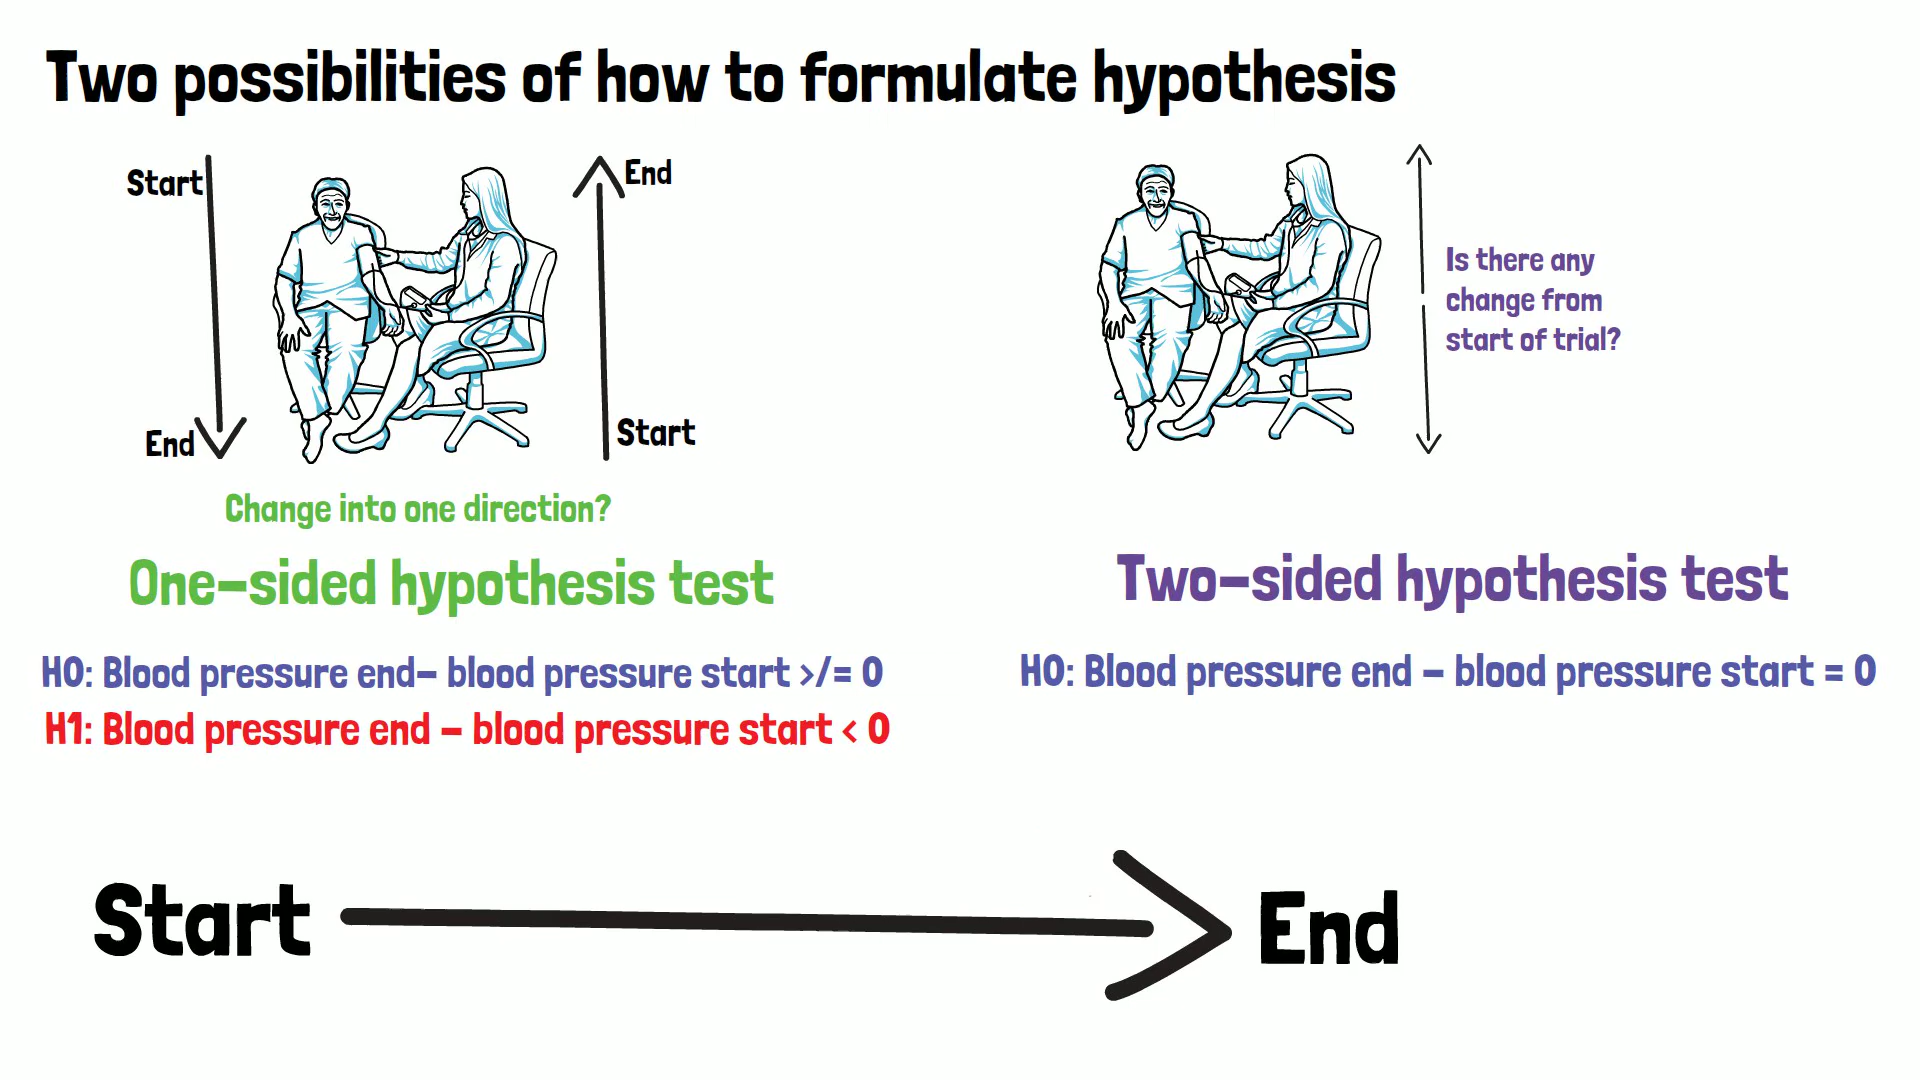 Two possibilities of how to formulate hypothesis
Start
End
End
Start
Change into one direction?
One-sided hypothesis test
H0: Blood pressure end- blood pressure start >/= 0
H1: Blood pressure end - blood pressure start < 0
Is there any
change from
start of trial?
Two-sided hypothesis test
H0: Blood pressure end - blood pressure start = 0
Start
End